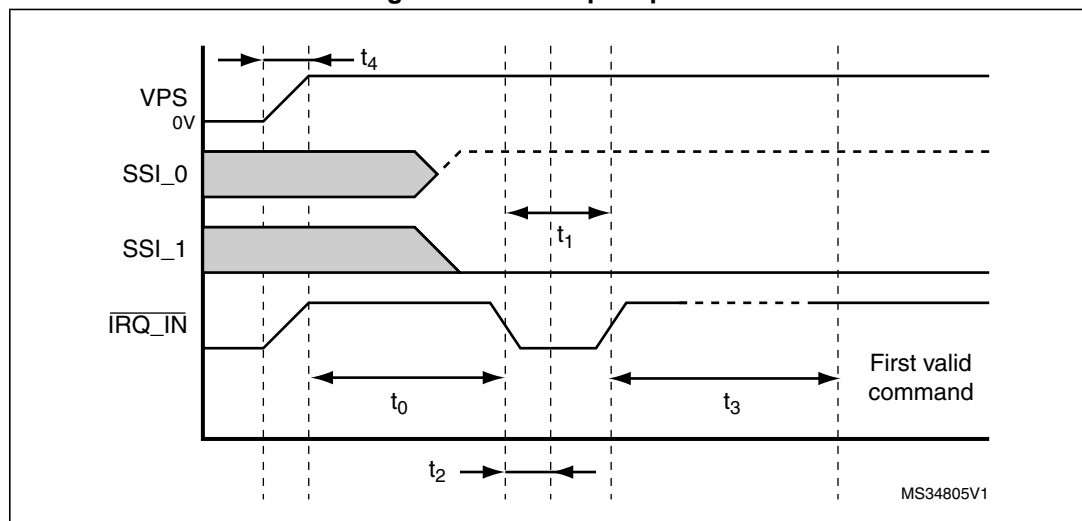 t4
VPS
0V
SSI_0
SSI_1
t1
IRQ_IN
First valid
command
t0
t3
t2
MS34805V1